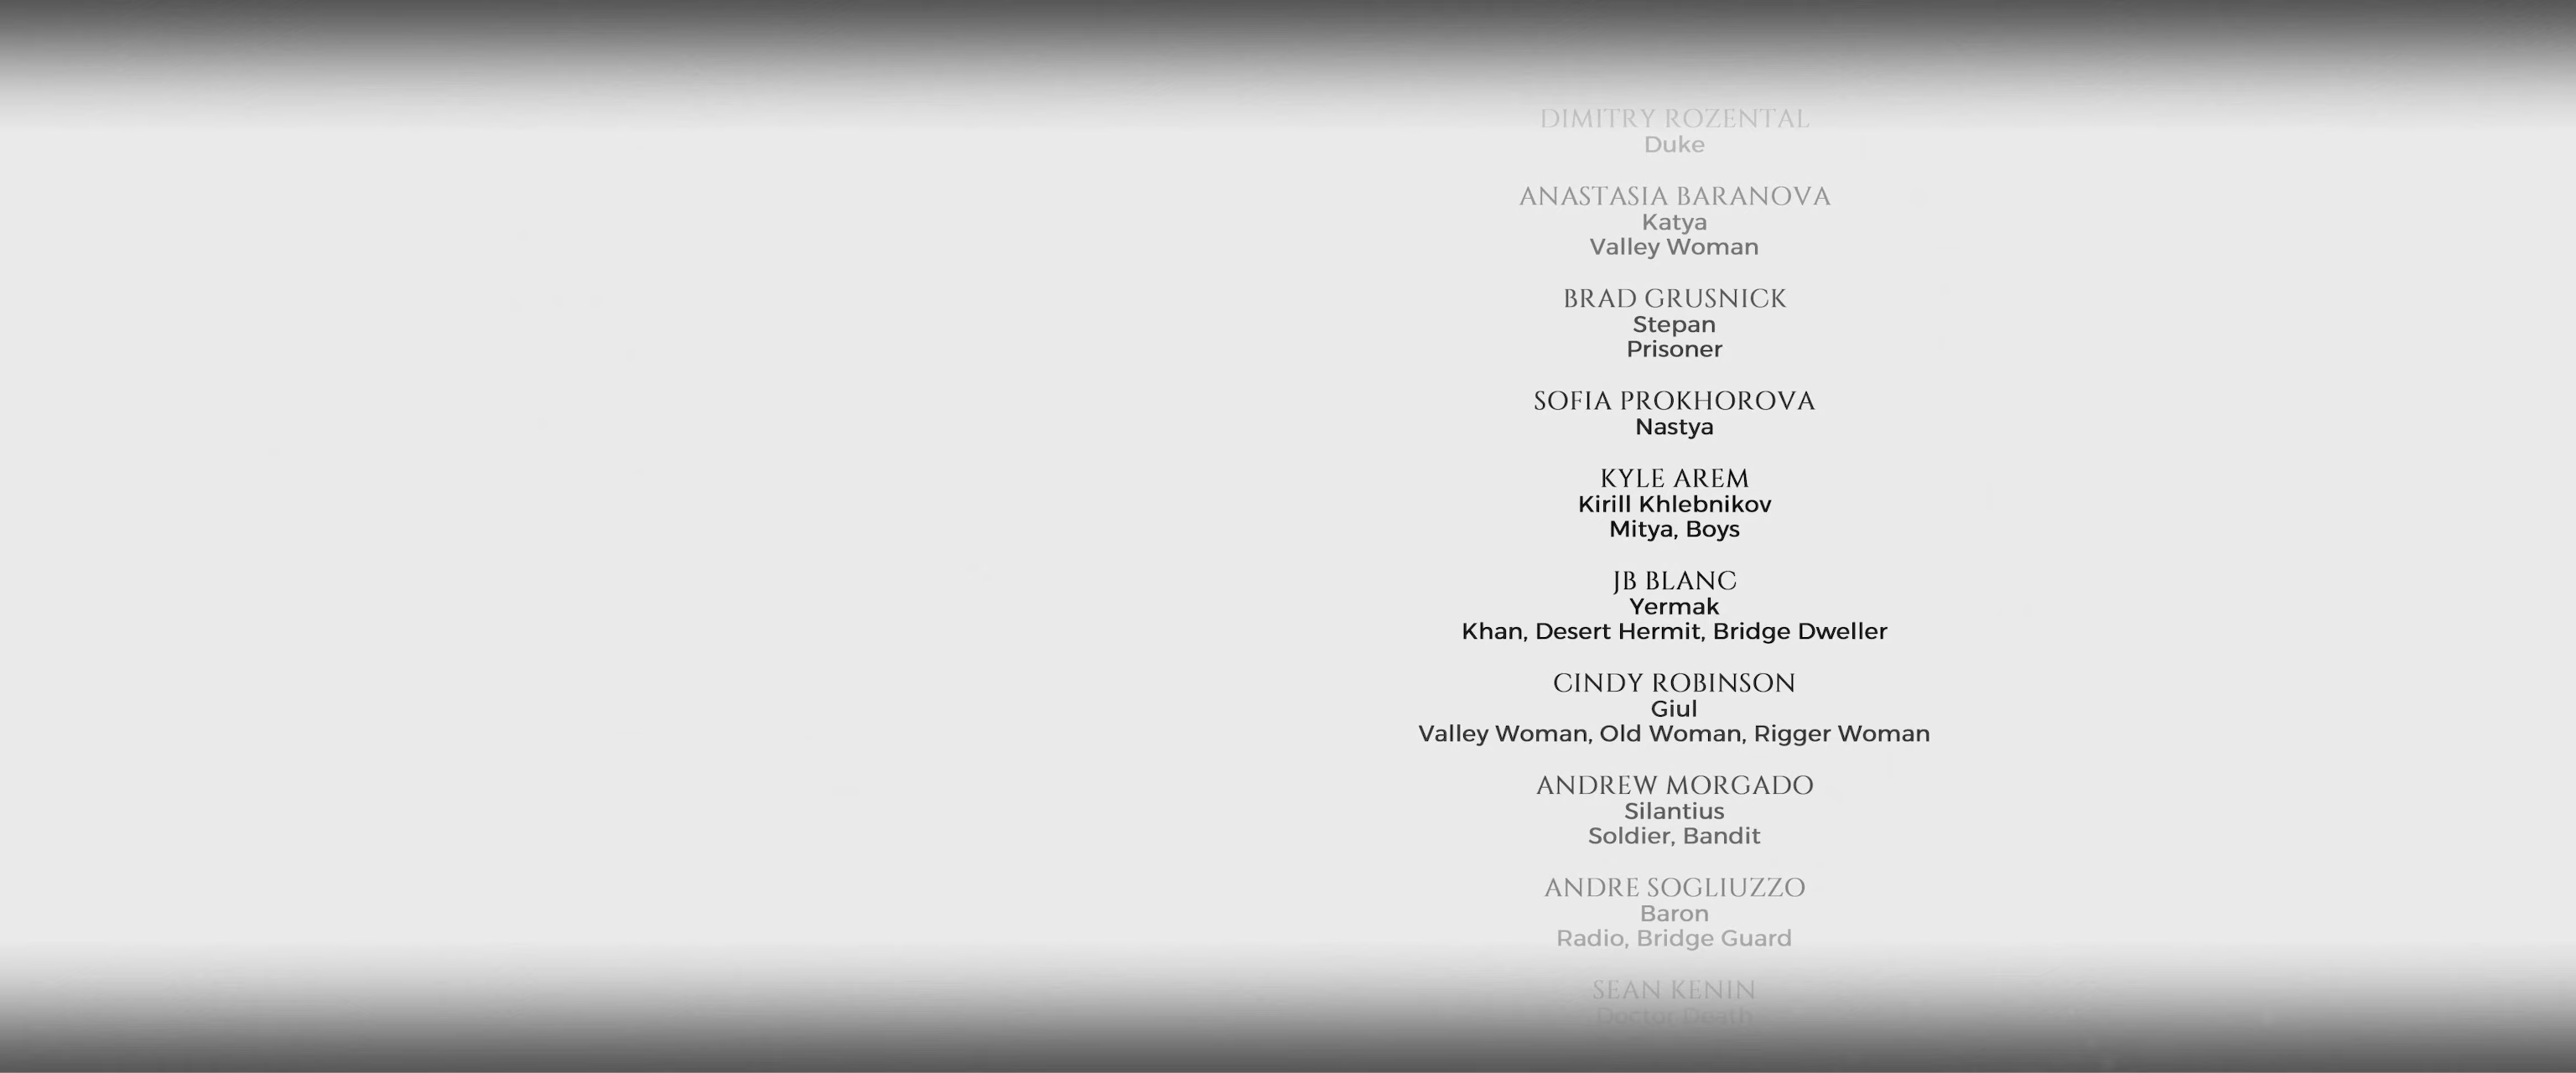 DIMITRY ROZENTAL
Duke
ANASTASIA BARANOVA
Katya
Valley Woman
BRAD GRUSNICK
Stepan
Prisoner
SOFIA PROKHOROVA
Nastya
KYLE AREM
Kirill Khlebnikov
Mitya, Boys
JB BLANC
Yermak
Khan, Desert Hermit, Bridge Dweller
CINDY ROBINSON
Giul
Valley Woman, Old Woman, Rigger Woman
ANDREW MORGADO
Silantius
Soldier, Bandit
ANDRE SOGLIUZZO
Baron
Radio, Bridge Guard
SEAN KENIN
Doctor Death